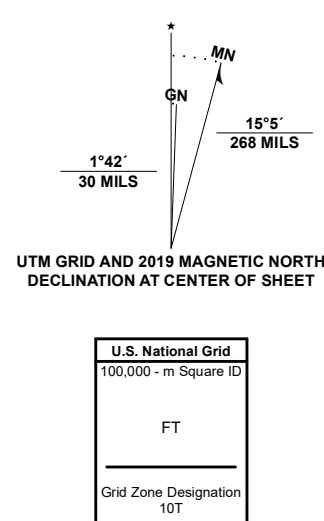 MN
GN
15°5´
268 MILS
1°42´
30 MILS
UTM GRID AND 2019 MAGNETIC NORTH
DECLINATION AT CENTER OF SHEET
U.S. National Grid
100,000 - m Square ID
FT
Grid Zone Designation
10T